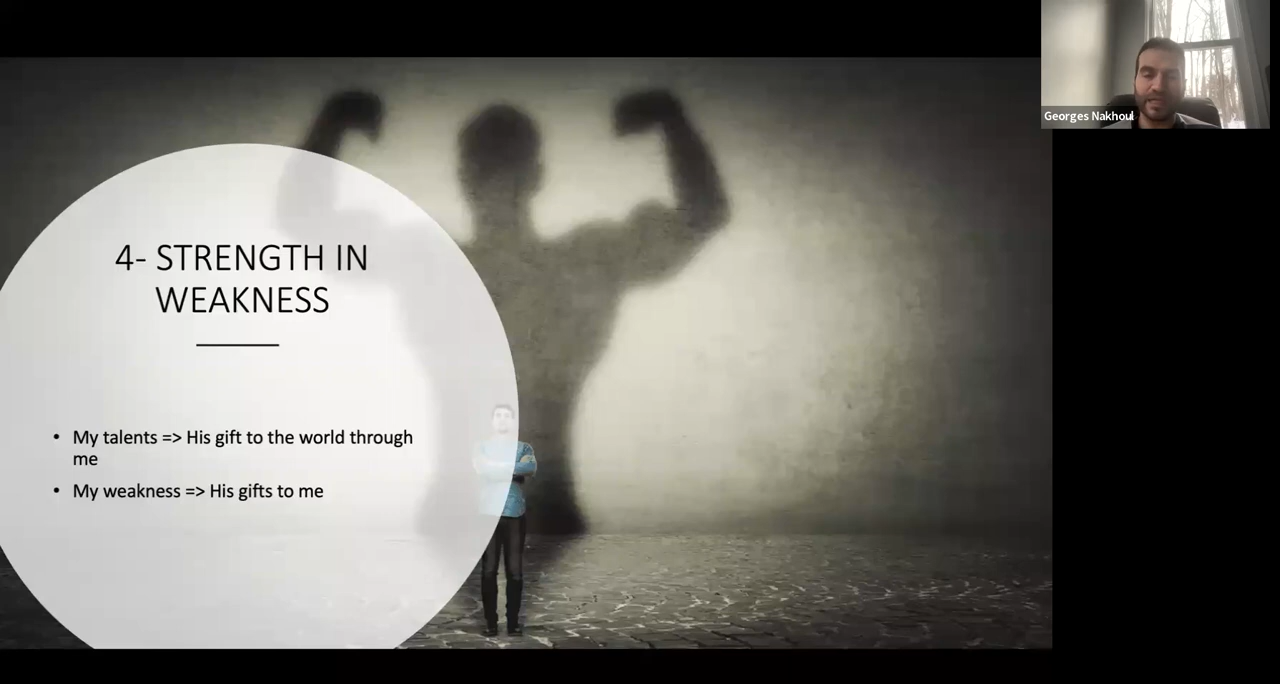 Georges Nakhoul
4- STRENGTH IN
WEAKNESS
• My talents => His gift to the world through
me
• My weakness => His gifts to me